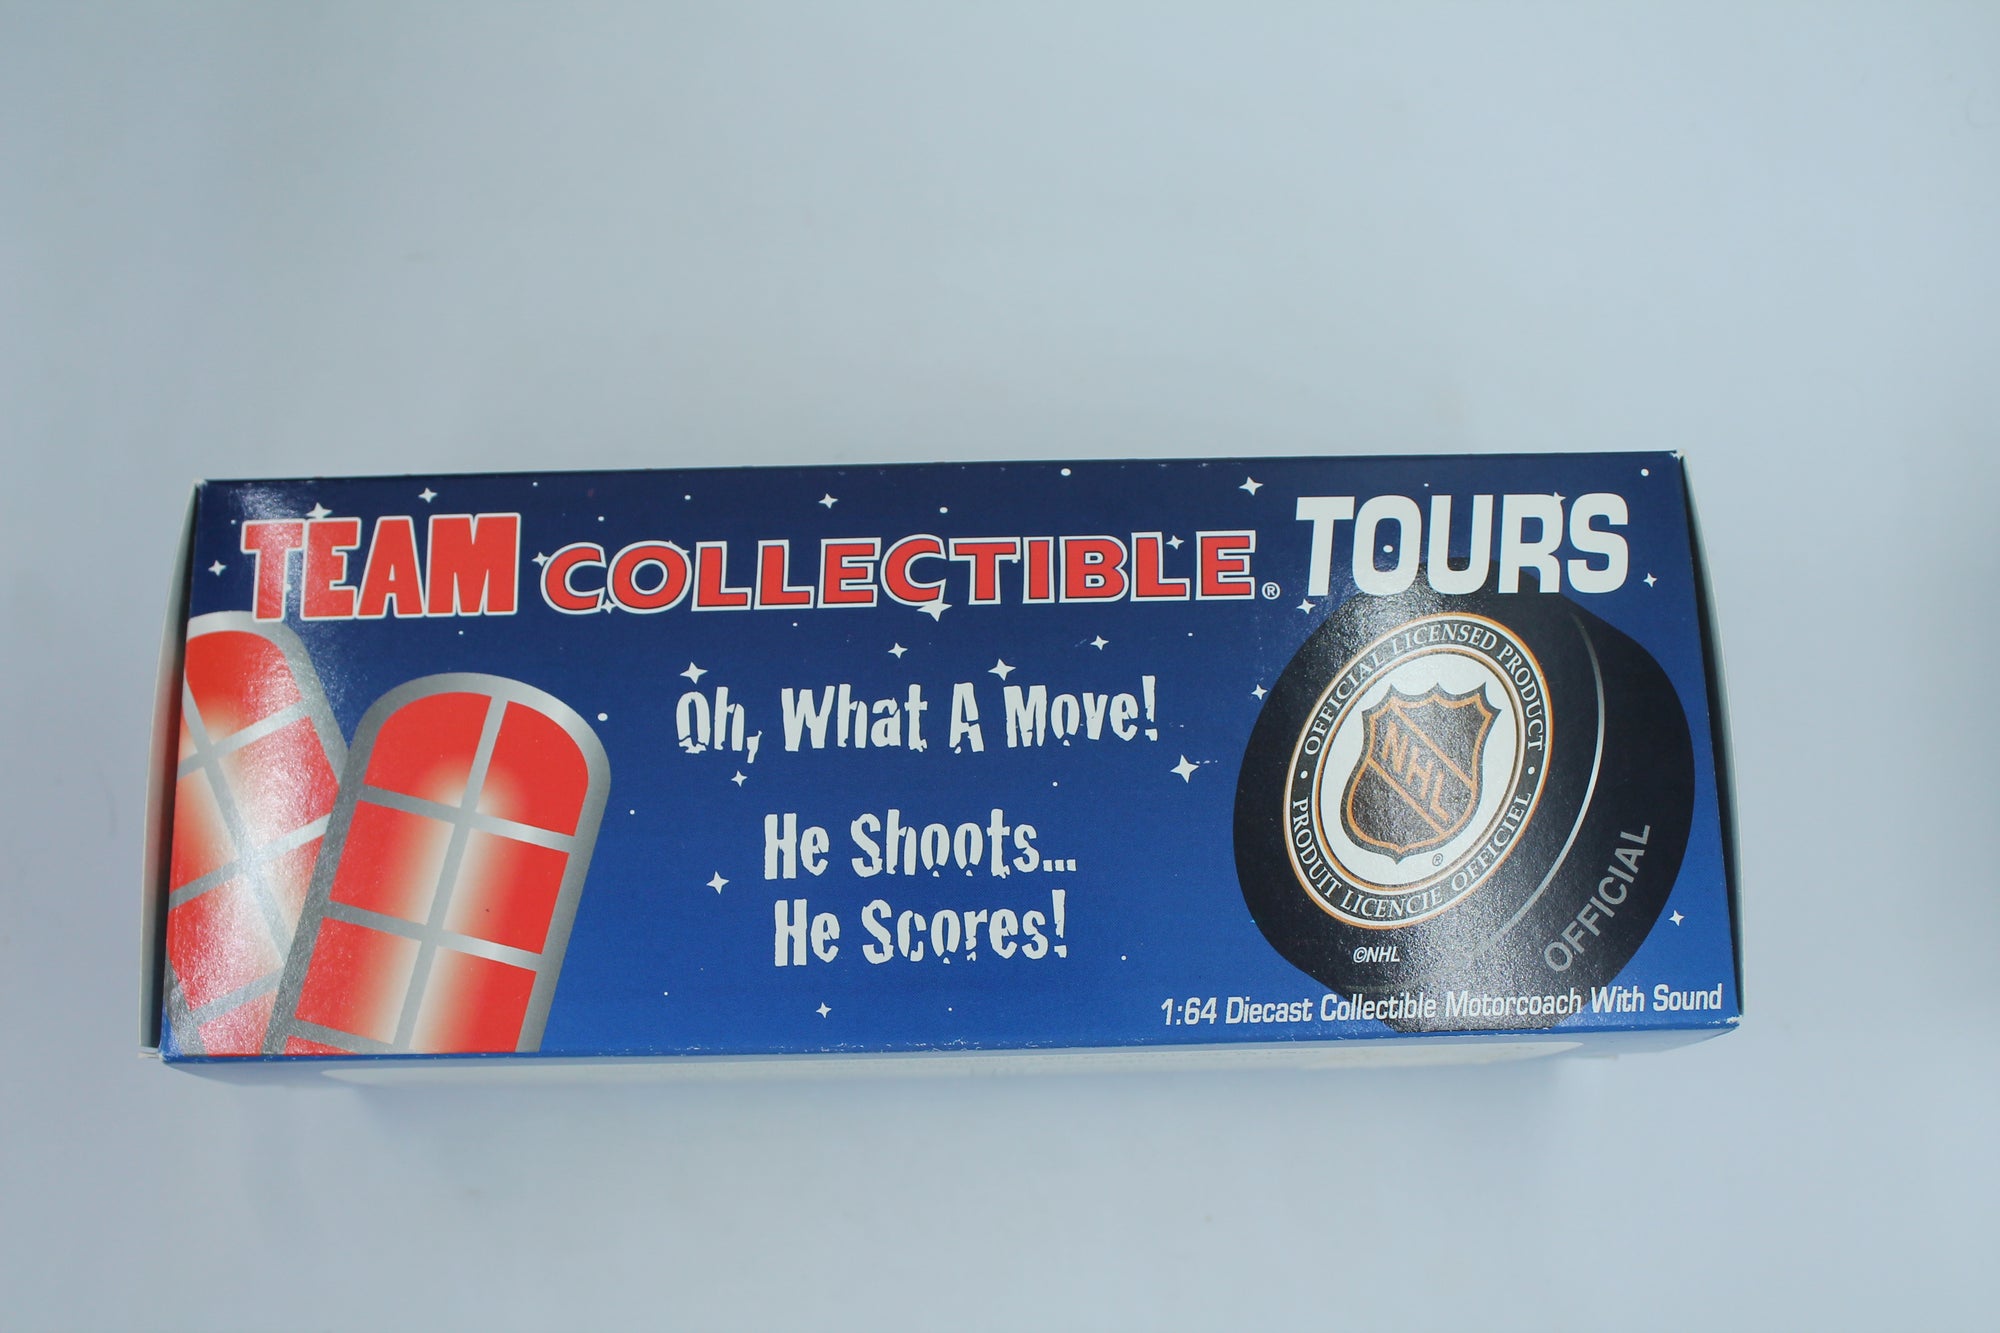 TEAM COLLECTIBLE® TOURS
Oh, What A Move!
He Shoots...
He Scores!
• OFFICIAL LICENSED PRODUCT •
PRODUIT LICENCIE OFFICIEL
NHL
®
©NHL
OFFICIAL
1:64 Diecast Collectible Motorcoach With Sound